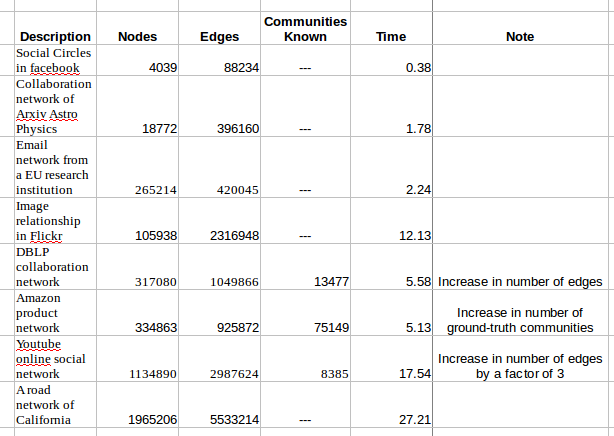 Communities
Description Nodes Edges Known Time Note
Social Circles
in facebook 4039 88234 --- 0.38
Collaboration
network of
Arxiv Astro
Physics 18772 396160 --- 1.78
Email
network from
a EU research
institution 265214 420045 --- 2.24
Image
relationship
in Flickr 105938 2316948 --- 12.13
DBLP
collaboration
network 317080 1049866 13477 5.58 Increase in number of edges
Amazon
product Increase in number of
network 334863 925872 75149 5.13 ground-truth communities
Youtube
online social Increase in number of edges
network 1134890 2987624 8385 17.54 by a factor of 3
A road
network of
California 1965206 5533214 --- 27.21